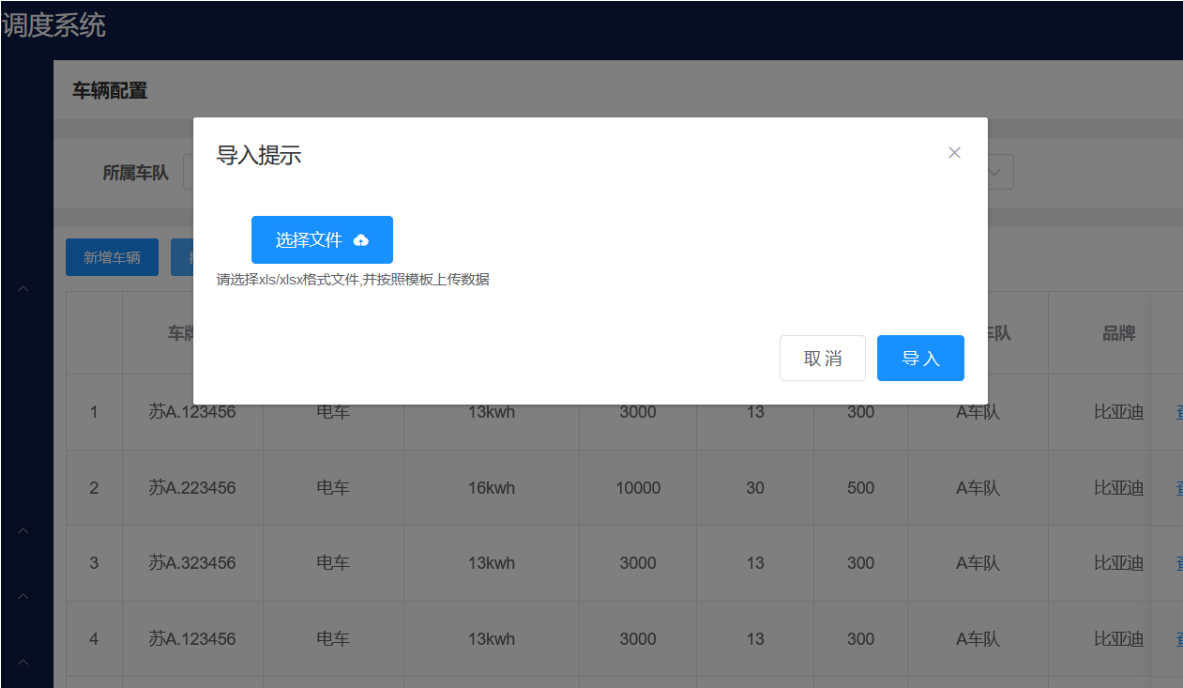 调度系统
车辆配置
导入提示
所属车队
选择文件
新增车辆
请选择xls/xlsx格式文件,并按照模板上传数据
取消 导入
车牌 车队 品牌
1 苏A.123456 电车 13kwh 3000 13 300 A车队 比亚迪
2 苏A.223456 电车 16kwh 10000 30 500 A车队 比亚迪
3 苏A.323456 电车 13kwh 3000 13 300 A车队 比亚迪
4 苏A.123456 电车 13kwh 3000 13 300 A车队 比亚迪